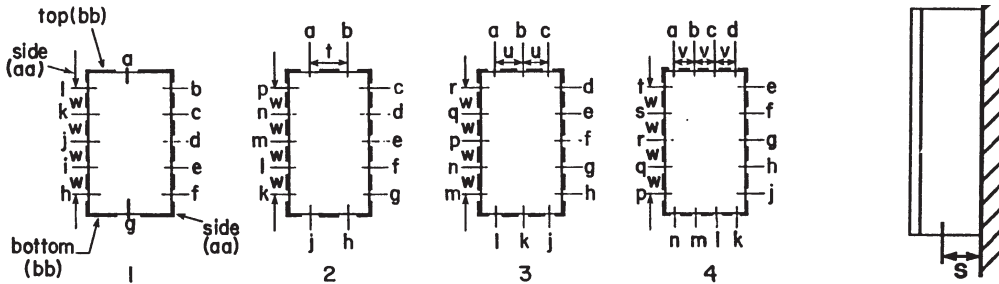 top(bb)
side
(aa)
a
l
b
w
k
c
w
j
d
w
i
e
w
h
f
g
bottom
(bb)
side
(aa)
1
a b
t
p
c
w
n
d
w
m
e
w
l
f
w
k
g
j h
2
a b c
u u
r
d
w
q
e
w
p
f
w
n
g
w
m
h
l k j
3
a b c d
v v v
t
e
w
s
f
w
r
g
w
q
h
w
p
j
n m l k
4
s